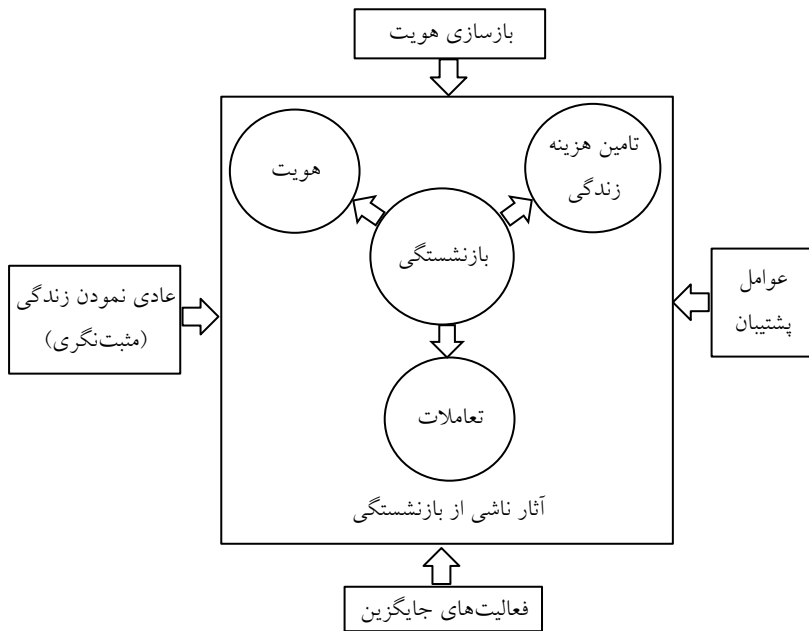 بازسازی هویت
هویت
تامین هزینه
زندگی
بازنشستگی
عادی نمودن زندگی
(مثبت‌نگری)
عوامل
پشتیبان
تعاملات
آثار ناشی از بازنشستگی
فعالیت‌های جایگزین